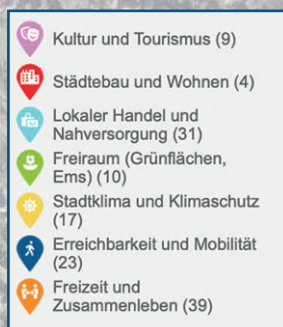 Kultur und Tourismus (9)
Städtebau und Wohnen (4)
Lokaler Handel und
Nahversorgung (31)
Freiraum (Grünflächen,
Ems) (10)
Stadtklima und Klimaschutz
(17)
Erreichbarkeit und Mobilität
(23)
Freizeit und
Zusammenleben (39)